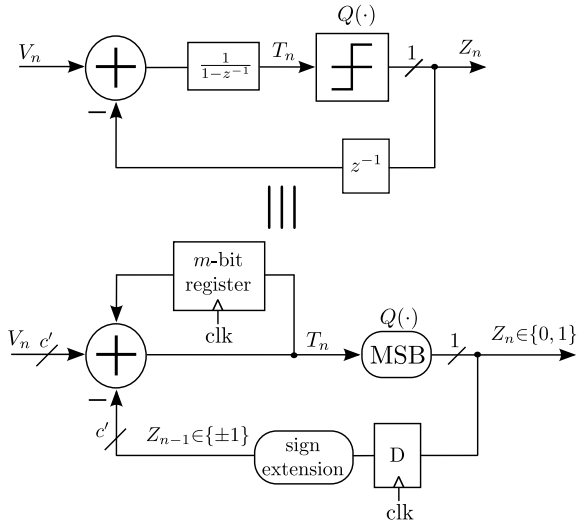 Q(·)
V_n
1/(1−z^{−1})
T_n
1
Z_n
−
z^{−1}
m-bit
register
clk
Q(·)
V_n
c′
T_n
MSB
1
Z_n∈{0, 1}
−
c′
Z_{n−1}∈{±1}
sign
extension
D
clk